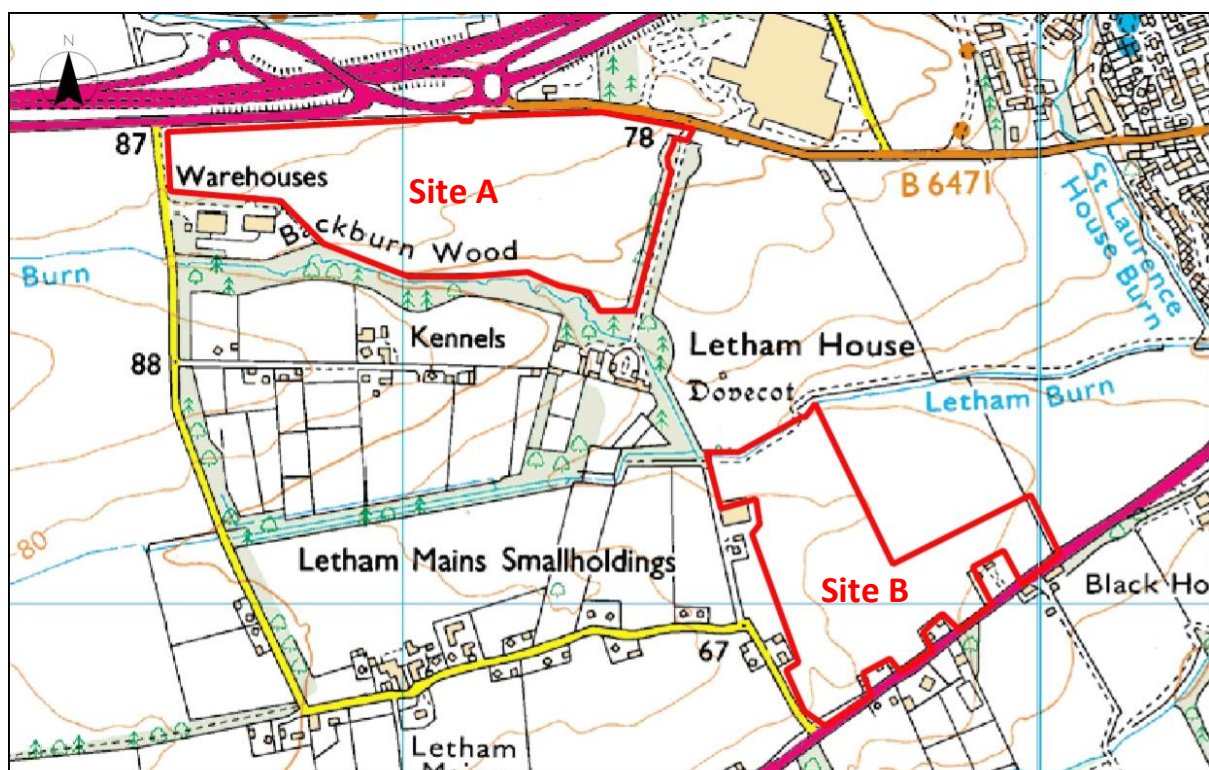 N
87
Warehouses
Site A
78
B 6471
Backburn Wood
St. Laurence
House Burn
Burn
Kennels
88
Letham House
Dovecot
Letham Burn
80
Letham Mains Smallholdings
Site B
Black Ho
67
Letham